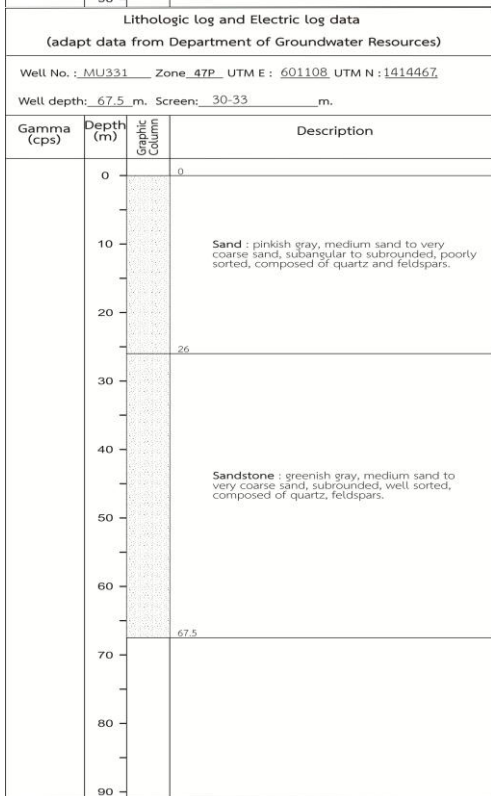 Lithologic log and Electric log data
(adapt data from Department of Groundwater Resources)
Well No. : MU331 Zone 47P UTM E : 601108 UTM N : 1414467
Well depth: 67.5 m. Screen: 30-33 m.
Gamma
(cps)
Depth
(m)
Graphic
Column
Description
0
0
10
Sand : pinkish gray, medium sand to very
coarse sand, subangular to subrounded, poorly
sorted, composed of quartz and feldspars.
20
26
30
40
Sandstone : greenish gray, medium sand to
very coarse sand, subrounded, well sorted,
composed of quartz, feldspars.
50
60
67.5
70
80
90